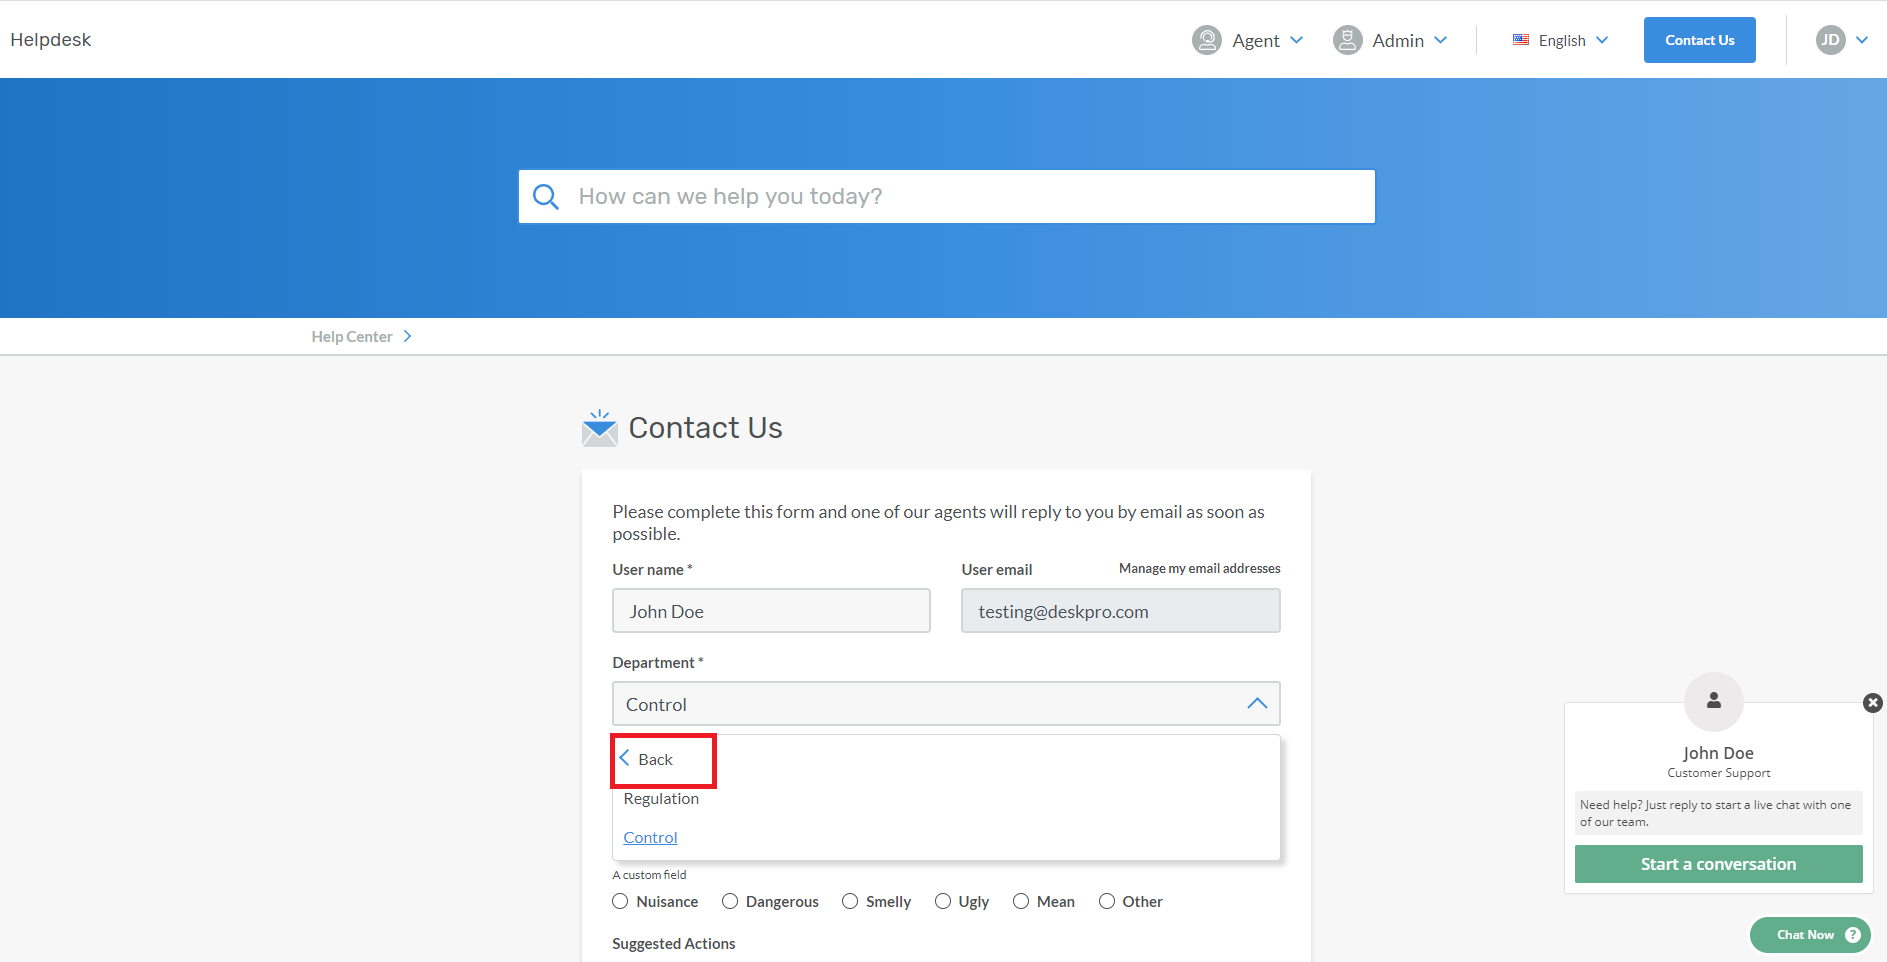 Helpdesk
Agent
Admin
English
Contact Us
JD
How can we help you today?
Help Center
Contact Us
Please complete this form and one of our agents will reply to you by email as soon as
possible.
User name *
User email
Manage my email addresses
John Doe
testing@deskpro.com
Department *
Control
Back
Regulation
Control
A custom field
Nuisance
Dangerous
Smelly
Ugly
Mean
Other
Suggested Actions
John Doe
Customer Support
Need help? Just reply to start a live chat with one
of our team.
Start a conversation
Chat Now ?